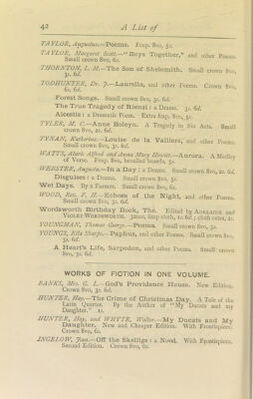 42 A List of
TAYLOR, Augustus.—Poems. Fcap. 8vo, 5s.
TAYLOR, Margaret Scott.—"Boys Together," and other Poems.
Small crown 8vo, 6s.
THORNTON, L. M.—The Son of Shelomith. Small crown 8vo,
3s. 6d.
TODHUNTER, Dr. J.—Laurella, and other Poems. Crown 8vo,
6s. 6d.
Forest Songs. Small crown 8vo, 3s. 6d.
The True Tragedy of Rienzi: a Drama. 3s. 6d.
Alcestis: a Dramatic Poem. Extra fcap. 8vo, 5s.
TYLER, M. C.—Anne Boleyn. A Tragedy in Six Acts. Small
crown 8vo, 2s. 6d.
TYNAN, Katherine.—Louise de la Valliere, and other Poems.
Small crown 8vo, 3s. 6d.
WATTS, Alaric Alfred and Anna Mary Howitt.—Aurora. A Medley
of Verse. Fcap. 8vo, bevelled boards, 5s.
WEBSTER, Augusta.—In a Day: a Drama. Small crown 8vo, 2s. 6d.
Disguises: a Drama. Small crown 8vo, 5s.
Wet Days. By a Farmer. Small crown 8vo, 6s.
WOOD, Rev. F. H.—Echoes of the Night, and other Poems.
Small crown 8vo, 3s. 6d.
Wordsworth Birthday Book, The. Edited by ADELAIDE and
VIOLET WORDSWORTH. 32mo, limp cloth, 1s. 6d.; cloth extra, 2s.
YOUNGMAN, Thomas George.—Poems. Small crown 8vo, 5s.
YOUNGS, Ella Sharpe.—Paphus, and other Poems. Small crown 8vo,
3s. 6d.
A Heart's Life, Sarpedon, and other Poems. Small crown
8vo, 3s. 6d.
WORKS OF FICTION IN ONE VOLUME.
BANKS, Mrs. G. L.—God's Providence House. New Edition.
Crown 8vo, 3s. 6d.
HUNTER, Hay.—The Crime of Christmas Day. A Tale of the
Latin Quarter. By the Author of "My Ducats and my
Daughter." 1s.
HUNTER, Hay, and WHYTE, Walter.—My Ducats and My
Daughter. New and Cheaper Edition. With Frontispiece.
Crown 8vo, 6s.
INGELOW, Jean.—Off the Skelligs: a Novel. With Frontispiece.
Second Edition. Crown 8vo, 6s.